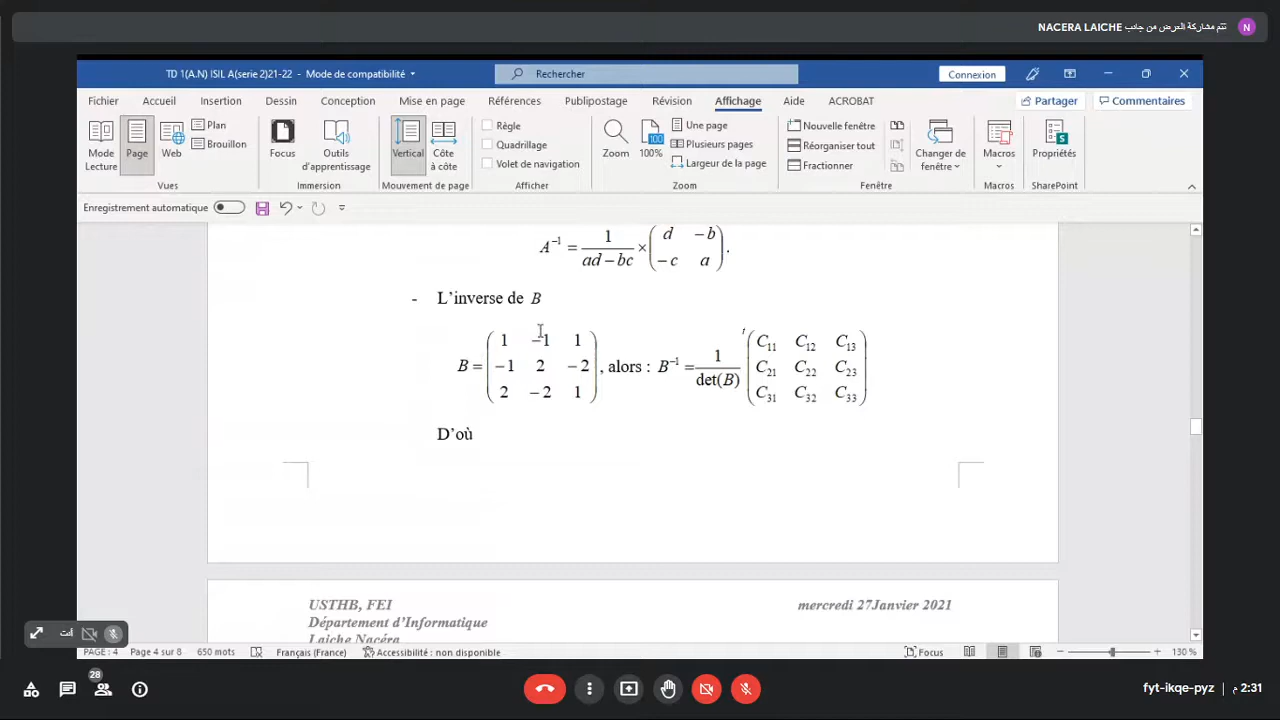 تتم مشاركة العرض من جانب NACERA LAICHE
N
TD 1(A.N) ISIL A(serie 2)21-22 - Mode de compatibilité
Rechercher
Connexion
Fichier Accueil Insertion Dessin Conception Mise en page Références Publipostage Révision Affichage Aide ACROBAT Partager Commentaires
Mode Lecture
Page
Web
Plan
Brouillon
Vues
Focus
Outils d'apprentissage
Immersion
Vertical
Côte à côte
Mouvement de page
Règle
Quadrillage
Volet de navigation
Afficher
Zoom
100
100%
Une page
Plusieurs pages
Largeur de la page
Zoom
Nouvelle fenêtre
Réorganiser tout
Fractionner
Changer de fenêtre
Fenêtre
Macros
Macros
Propriétés
SharePoint
Enregistrement automatique
A⁻¹ = 1/(ad – bc) × ( d –b ; –c a ).
- L'inverse de B
B = ( 1 –1 1 ; –1 2 –2 ; 2 –2 1 ), alors : B⁻¹ = 1/det(B) ᵗ( C₁₁ C₁₂ C₁₃ ; C₂₁ C₂₂ C₂₃ ; C₃₁ C₃₂ C₃₃ )
D'où
USTHB, FEI mercredi 27Janvier 2021
Département d'Informatique
Laiche Nacéra
أنت
PAGE : 4 Page 4 sur 8 650 mots Français (France) Accessibilité : non disponible Focus 130 %
28
fyt-ikqe-pyz | 2:31 م